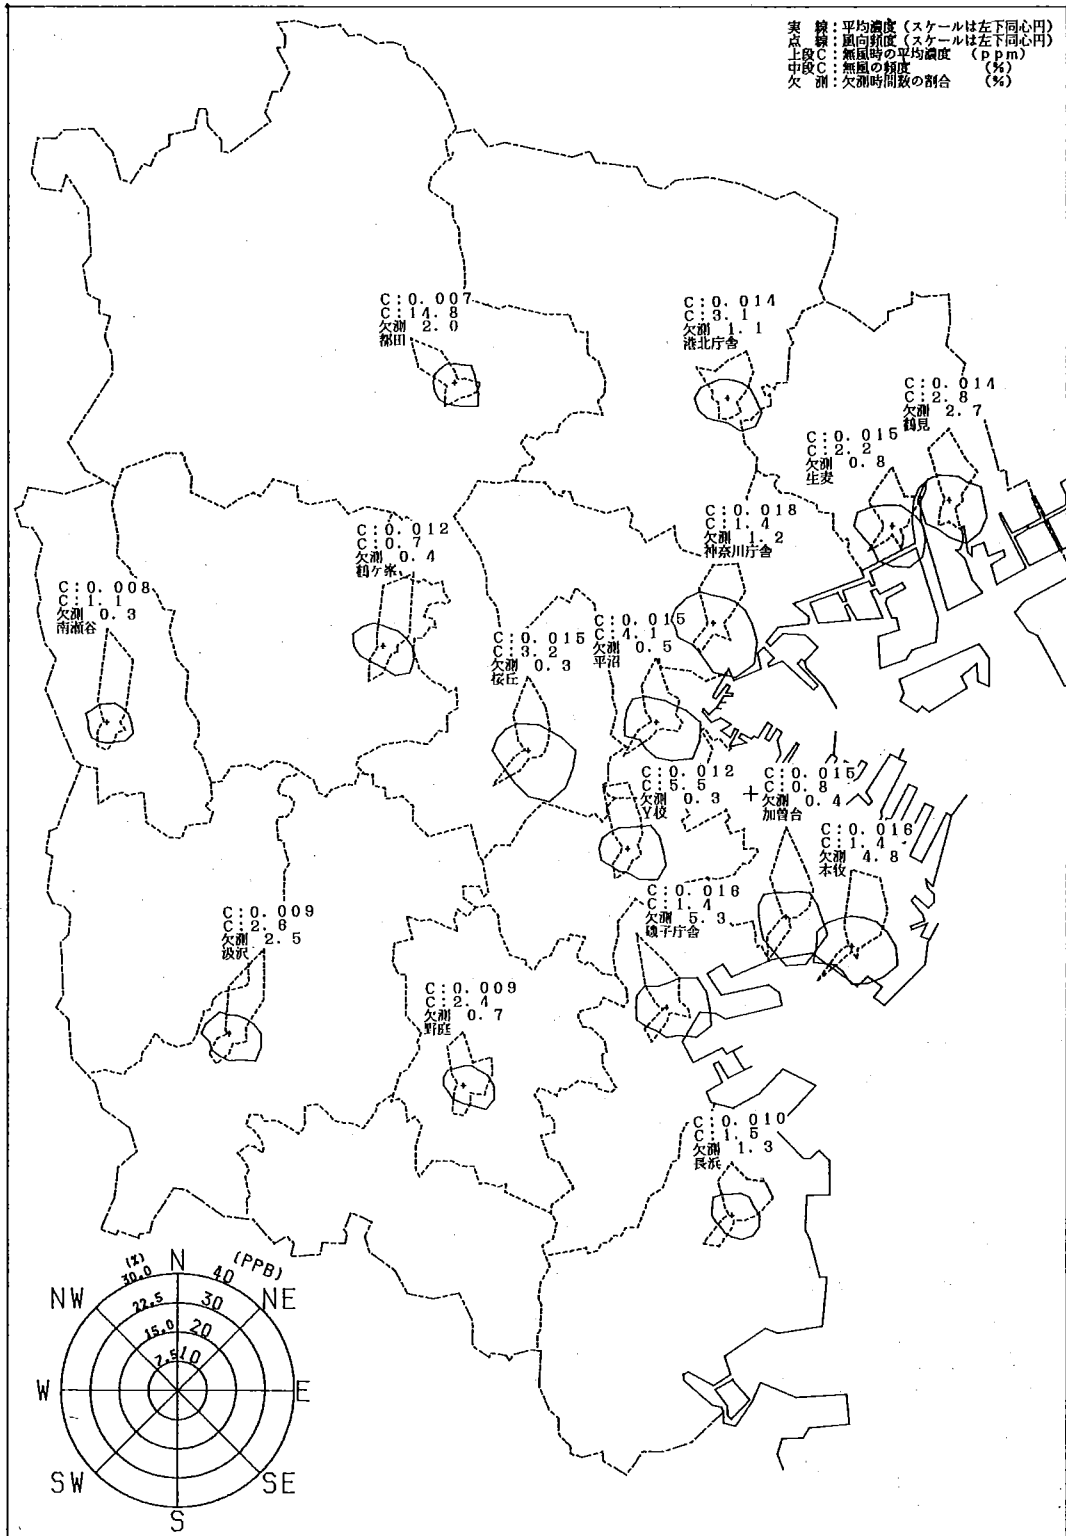 実 線：平均濃度（スケールは左下同心円）
点 線：風向頻度（スケールは左下同心円）
上段C：無風時の平均濃度 （ppm）
中段C：無風の頻度 （%）
欠 測：欠測時間数の割合 （%）
C:0.007
C:14.8
欠測 2.0
都田
C:0.014
C:3.1
欠測 1.1
港北庁舎
C:0.014
C:2.8
欠測 2.7
鶴見
C:0.015
C:2.2
欠測 0.8
生麦
C:0.018
C:1.4
欠測 1.2
神奈川庁舎
C:0.012
C:0.7
欠測 0.4
鶴ケ峯
C:0.008
C:1.1
欠測 0.3
南瀬谷
C:0.015
C:4.1
欠測 0.5
平沼
C:0.015
C:3.2
欠測 0.3
桜丘
C:0.012
C:5.5
欠測 0.3
Y校
C:0.015
C:0.8
欠測 0.4
加曽台
C:0.016
C:1.4
欠測 4.8
本牧
C:0.016
C:1.4
欠測 5.3
磯子庁舎
C:0.009
C:2.6
欠測 2.5
汲沢
C:0.009
C:2.4
欠測 0.7
野庭
C:0.010
C:1.5
欠測 1.3
長浜
(%) N (PPB)
30.0 40
NW 22.5 30 NE
15.0 20
7.5 10
W E
SW SE
S